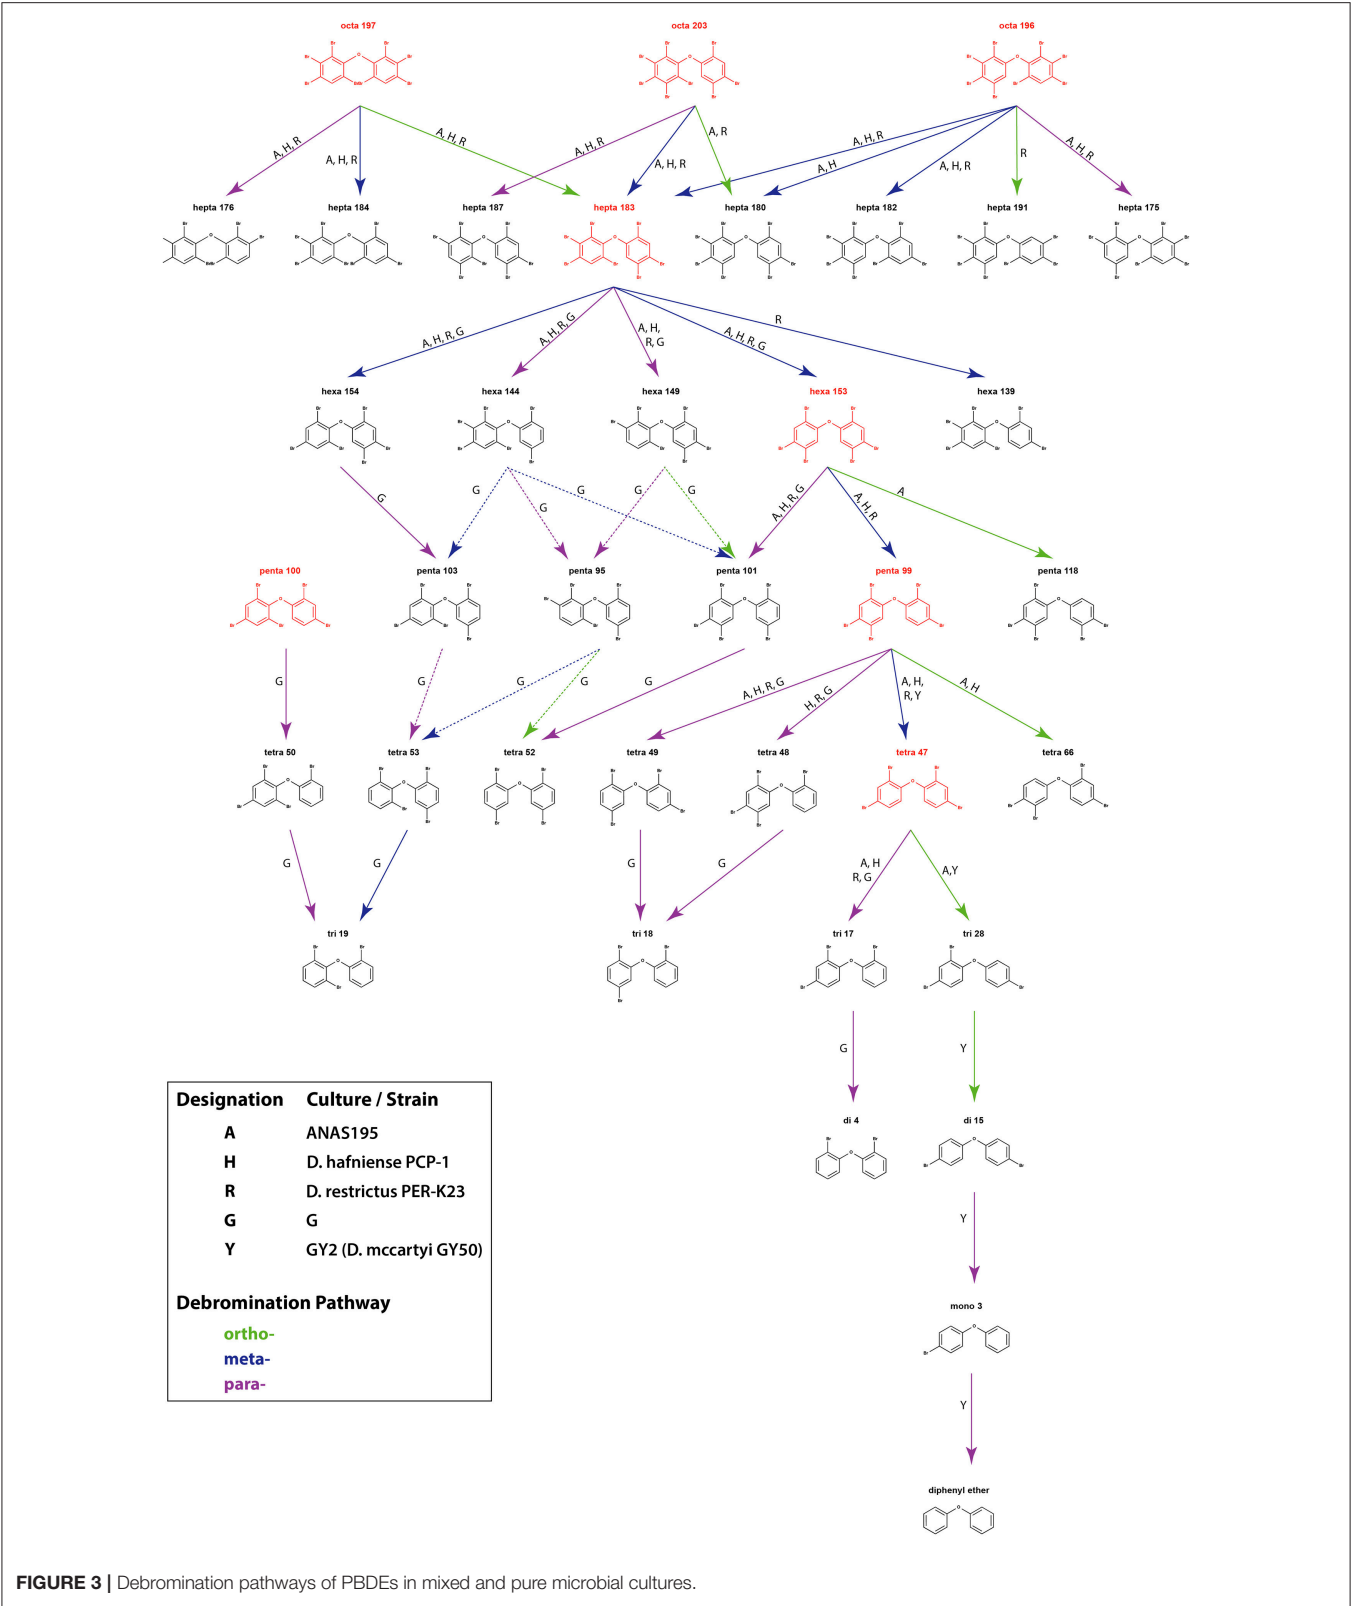 octa 197
octa 203
octa 196
A, H, R
A, H, R
A, H, R
A, H, R
A, H, R
A, R
A, H, R
A, H
A, H, R
R
A, H, R
hepta 176
hepta 184
hepta 187
hepta 183
hepta 180
hepta 182
hepta 191
hepta 175
A, H, R, G
A, H, R, G
A, H,
R, G
A, H, R, G
R
hexa 154
hexa 144
hexa 149
hexa 153
hexa 139
G
G
G
G
G
G
A, H, R, G
A, H, R
A
penta 100
penta 103
penta 95
penta 101
penta 99
penta 118
G
G
G
G
G
A, H, R, G
H, R, G
A, H,
R, Y
A, H
tetra 50
tetra 53
tetra 52
tetra 49
tetra 48
tetra 47
tetra 66
G
G
G
G
A, H
R, G
A,Y
tri 19
tri 18
tri 17
tri 28
G
Y
di 4
di 15
Y
mono 3
Y
diphenyl ether
Designation Culture / Strain
A ANAS195
H D. hafniense PCP-1
R D. restrictus PER-K23
G G
Y GY2 (D. mccartyi GY50)
Debromination Pathway
ortho-
meta-
para-
FIGURE 3 | Debromination pathways of PBDEs in mixed and pure microbial cultures.